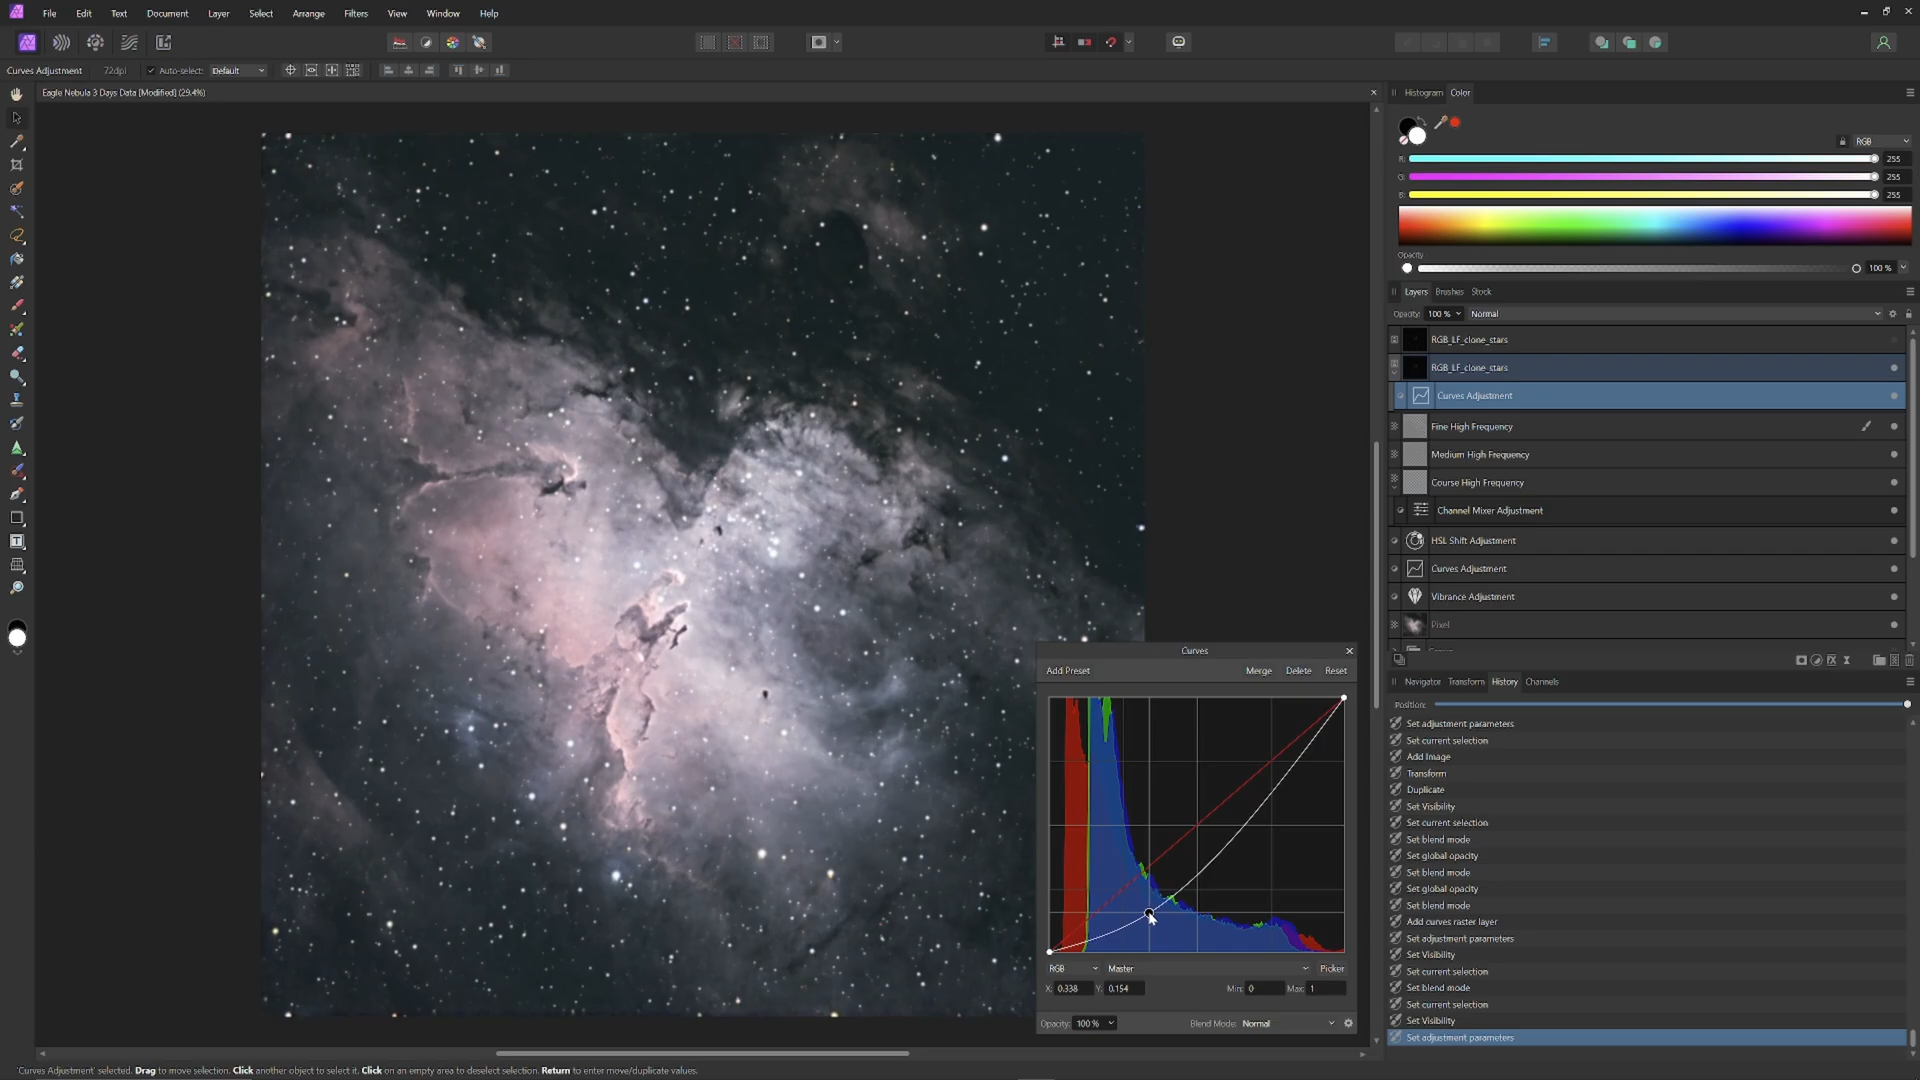 File Edit Text Document Layer Select Arrange Filters View Window Help
Curves Adjustment 72dpi Auto-select: Default
Eagle Nebula 3 Days Data [Modified] (29.4%)
Histogram Color
RGB
R: 255
G: 255
B: 255
Opacity
100 %
Layers Brushes Stock
Opacity: 100 % Normal
RGB_LF_clone_stars
RGB_LF_clone_stars
Curves Adjustment
Fine High Frequency
Medium High Frequency
Course High Frequency
Channel Mixer Adjustment
HSL Shift Adjustment
Curves Adjustment
Vibrance Adjustment
Pixel
Navigator Transform History Channels
Position:
Set adjustment parameters
Set current selection
Add Image
Transform
Duplicate
Set Visibility
Set current selection
Set blend mode
Set global opacity
Set blend mode
Set global opacity
Set blend mode
Add curves raster layer
Set adjustment parameters
Set Visibility
Set current selection
Set blend mode
Set current selection
Set Visibility
Set adjustment parameters
Curves
Add Preset Merge Delete Reset
RGB Master Picker
X: 0.338 Y: 0.154 Min: 0 Max: 1
Opacity: 100 % Blend Mode: Normal
'Curves Adjustment' selected. Drag to move selection. Click another object to select it. Click on an empty area to deselect selection. Return to enter move/duplicate values.